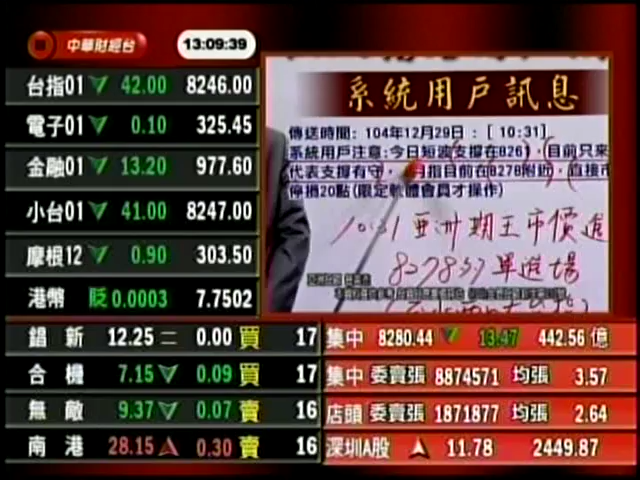 中華財經台
13:09:39
台指01 42.00 8246.00
電子01 0.10 325.45
金融01 13.20 977.60
小台01 41.00 8247.00
摩根12 0.90 303.50
港幣 貶 0.0003 7.7502
系統用戶訊息
傳送時間: 104年12月29日 : [ 10:31]
系統用戶注意:今日短波支撐在826 ,(目前只來
代表支撐有守, 指目前在8278附近,直接市
停損20點(限定軟體會員才操作)
10:31 亞洲期王市價進
單進場
錩新 12.25 二 0.00 買 17
合機 7.15 0.09 買 17
無敵 9.37 0.07 賣 16
南港 28.15 0.30 賣 16
集中 8280.44 13.47 442.56 億
集中 委賣張 8874571 均張 3.57
店頭 委賣張 1871877 均張 2.64
深圳A股 11.78 2449.87